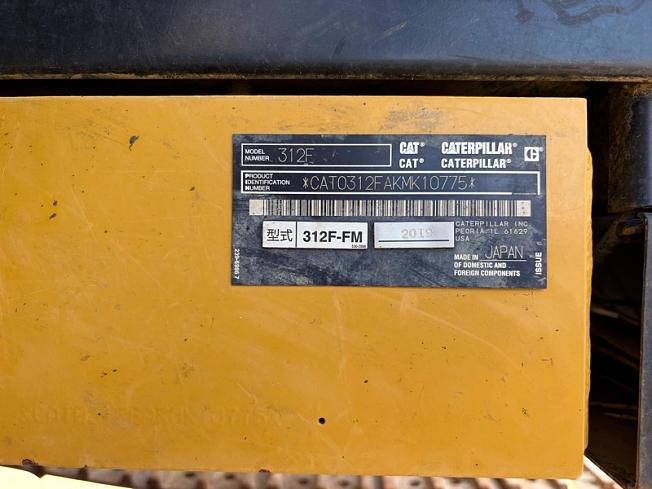 MODEL NUMBER 312F
CAT® CATERPILLAR®
CAT® CATERPILLAR®
PRODUCT IDENTIFICATION NUMBER *CAT0312FAKMK10775*
型式 312F-FM 2019
CATERPILLAR INC
PEORIA IL 61629
USA
MADE IN JAPAN
OF DOMESTIC AND
FOREIGN COMPONENTS
ISSUE